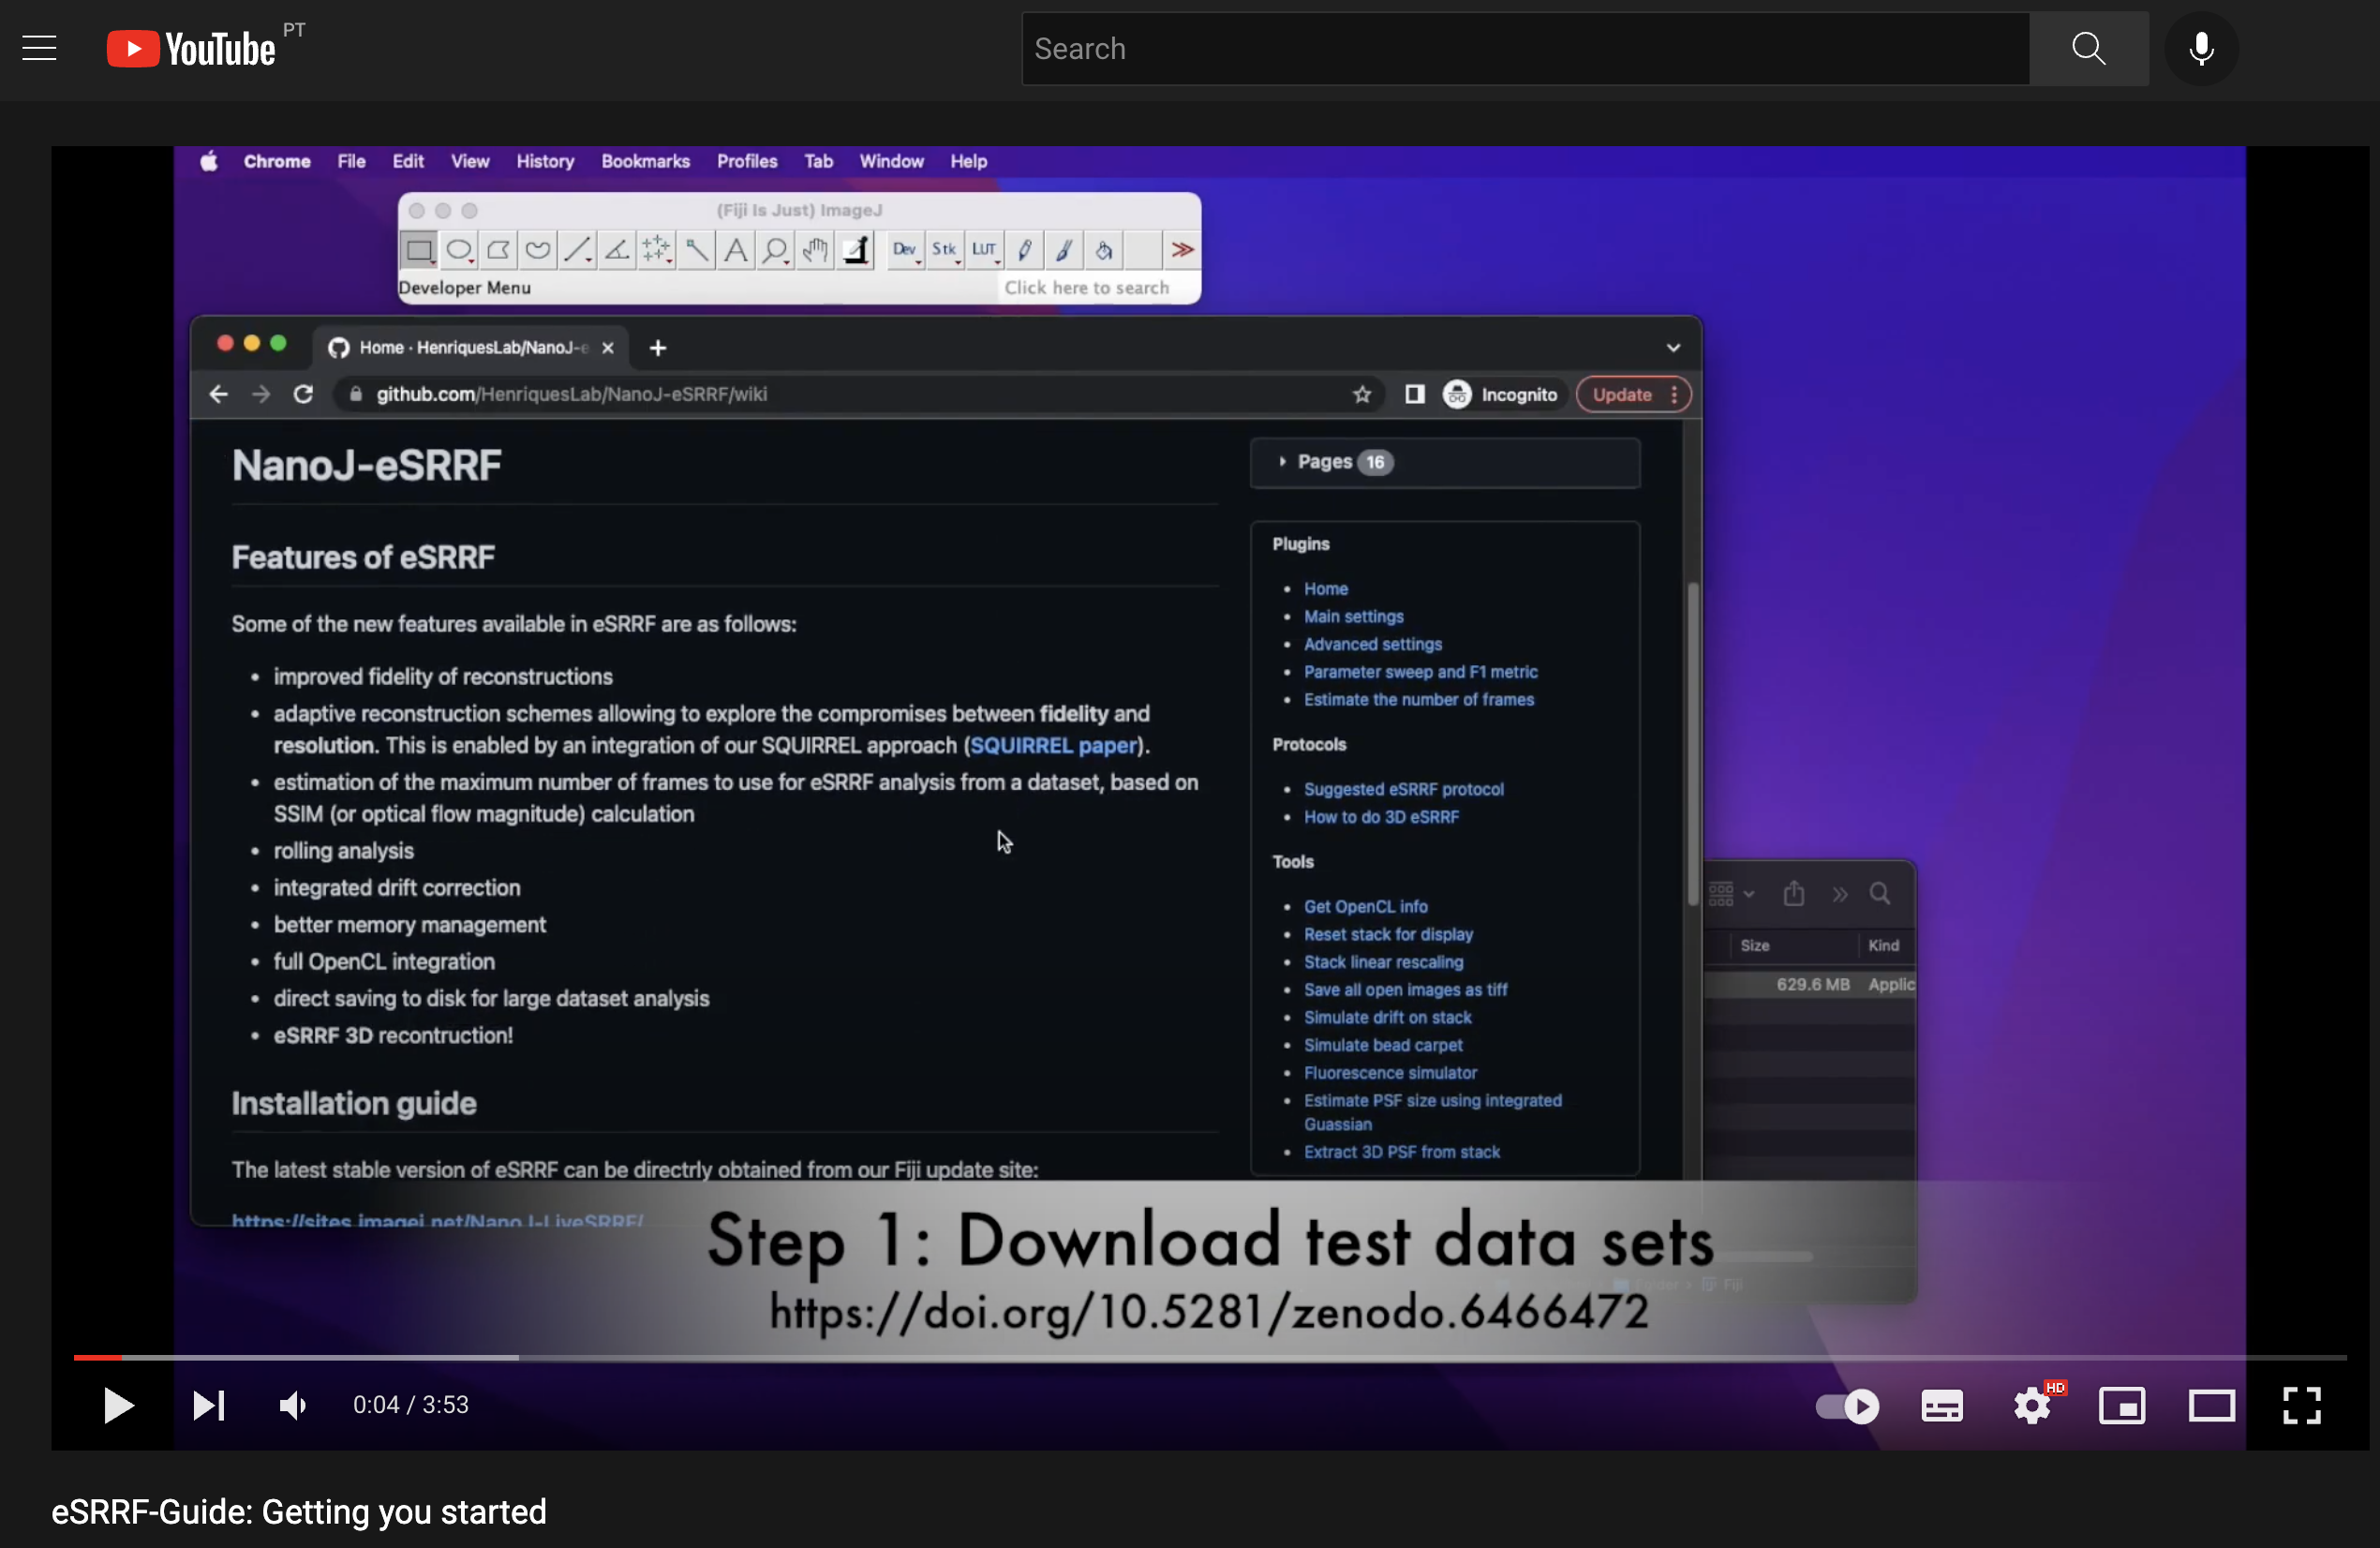 YouTube PT
Search
Chrome File Edit View History Bookmarks Profiles Tab Window Help
(Fiji Is Just) ImageJ
Dev Stk LUT
Developer Menu
Click here to search
Home · HenriquesLab/NanoJ-e
github.com/HenriquesLab/NanoJ-eSRRF/wiki
Incognito
Update
NanoJ-eSRRF
Features of eSRRF
Some of the new features available in eSRRF are as follows:
• improved fidelity of reconstructions
• adaptive reconstruction schemes allowing to explore the compromises between fidelity and
resolution. This is enabled by an integration of our SQUIRREL approach (SQUIRREL paper).
• estimation of the maximum number of frames to use for eSRRF analysis from a dataset, based on
SSIM (or optical flow magnitude) calculation
• rolling analysis
• integrated drift correction
• better memory management
• full OpenCL integration
• direct saving to disk for large dataset analysis
• eSRRF 3D recontruction!
Installation guide
The latest stable version of eSRRF can be directrly obtained from our Fiji update site:
https://sites.imagej.net/NanoJ-LiveSRRF/
Pages 16
Plugins
• Home
• Main settings
• Advanced settings
• Parameter sweep and F1 metric
• Estimate the number of frames
Protocols
• Suggested eSRRF protocol
• How to do 3D eSRRF
Tools
• Get OpenCL info
• Reset stack for display
• Stack linear rescaling
• Save all open images as tiff
• Simulate drift on stack
• Simulate bead carpet
• Fluorescence simulator
• Estimate PSF size using integrated
Guassian
• Extract 3D PSF from stack
Size Kind
629.6 MB Applic
Fiji
Step 1: Download test data sets
https://doi.org/10.5281/zenodo.6466472
0:04 / 3:53
HD
eSRRF-Guide: Getting you started